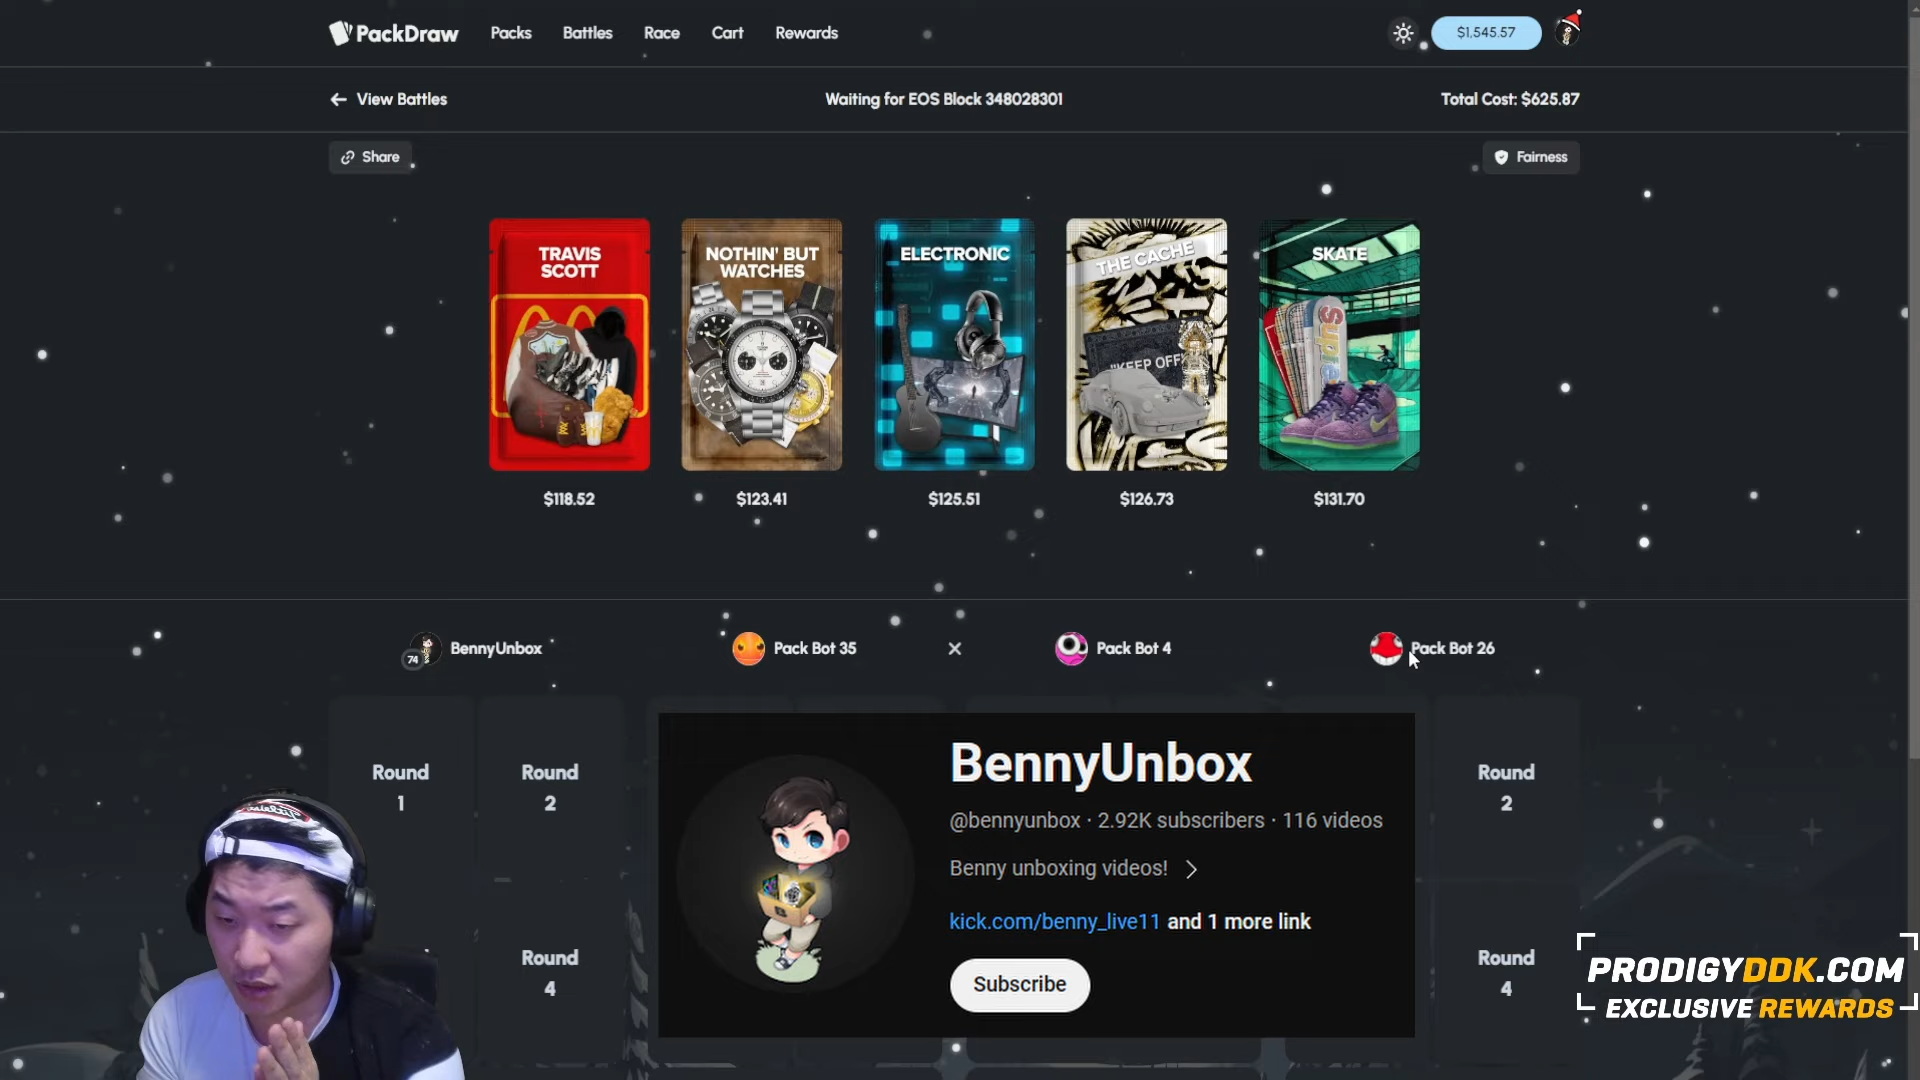 PackDraw
Packs
Battles
Race
Cart
Rewards
$1,545.57
View Battles
Waiting for EOS Block 348028301
Total Cost: $625.87
Share
Fairness
TRAVIS
SCOTT
NOTHIN' BUT
WATCHES
ELECTRONIC
THE CACHE
"KEEP OFF"
SKATE
$118.52
$123.41
$125.51
$126.73
$131.70
74
BennyUnbox
Pack Bot 35
Pack Bot 4
Pack Bot 26
Round
1
Round
2
Round
2
Round
4
Round
4
BennyUnbox
@bennyunbox · 2.92K subscribers · 116 videos
Benny unboxing videos!
kick.com/benny_live11 and 1 more link
Subscribe
PRODIGYDDK.COM
EXCLUSIVE REWARDS